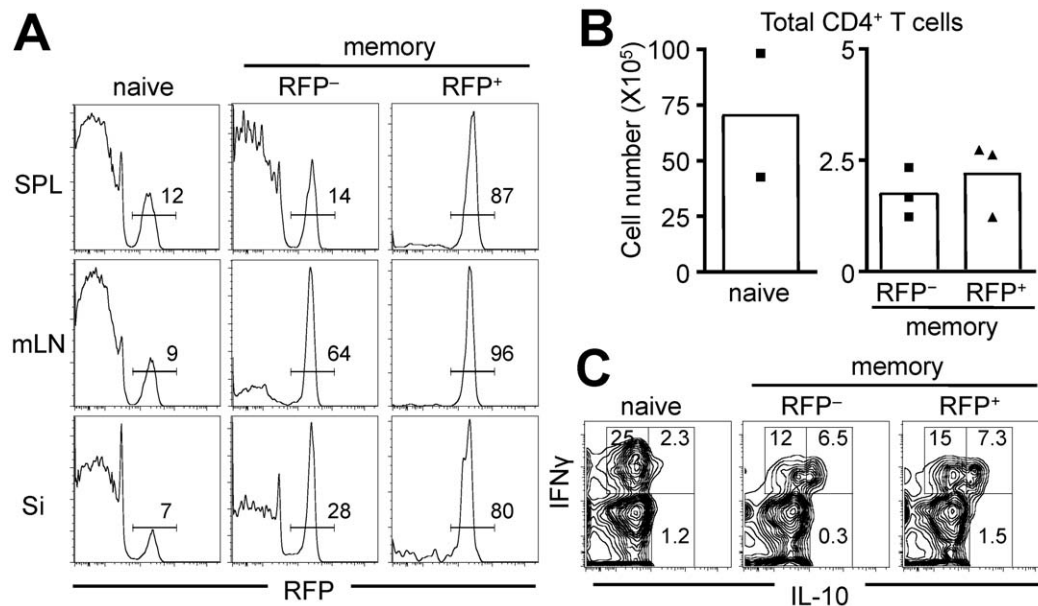 A
memory
naive
RFP⁻
RFP⁺
SPL
12
14
87
mLN
9
64
96
Si
7
28
80
RFP
B
Total CD4⁺ T cells
Cell number (X10⁵)
100
75
50
25
0
naive
5
2.5
0
RFP⁻
RFP⁺
memory
C
memory
naive
RFP⁻
RFP⁺
IFNγ
25
2.3
1.2
12
6.5
0.3
15
7.3
1.5
IL-10